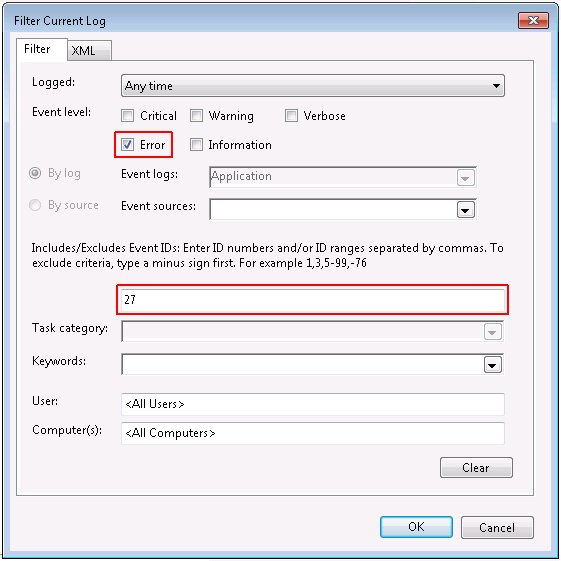 Filter Current Log
Filter XML
Logged: Any time
Event level: Critical Warning Verbose
Error Information
By log Event logs: Application
By source Event sources:
Includes/Excludes Event IDs: Enter ID numbers and/or ID ranges separated by commas. To
exclude criteria, type a minus sign first. For example 1,3,5-99,-76
27
Task category:
Keywords:
User: <All Users>
Computer(s): <All Computers>
Clear
OK Cancel